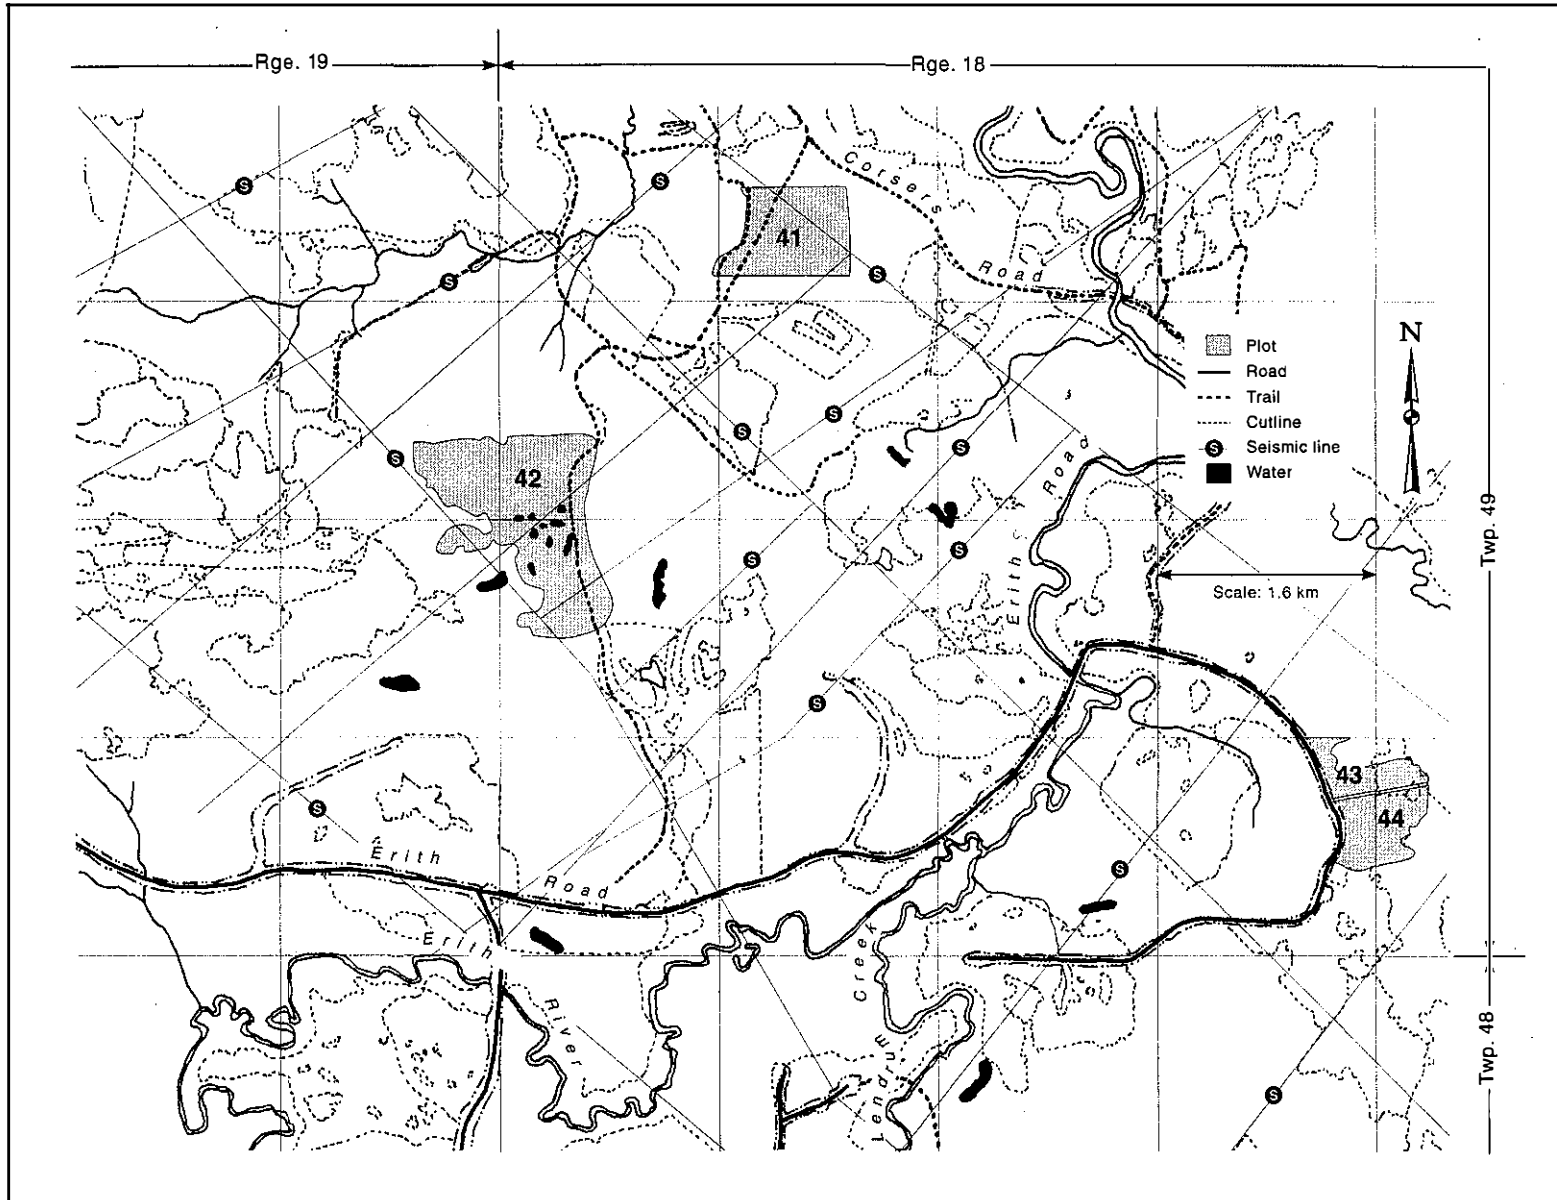 Rge. 19
Rge. 18
S
S
Corsers
41
Road
S
S
N
Plot
Road
Trail
Cutline
S Seismic line
Water
S
S
S
S
Road
42
Twp. 49
S
S
Erith
Scale: 1.6 km
S
43
44
S
Erith
Road
S
Erith
River
Creek
Lendrum
Twp. 48
S